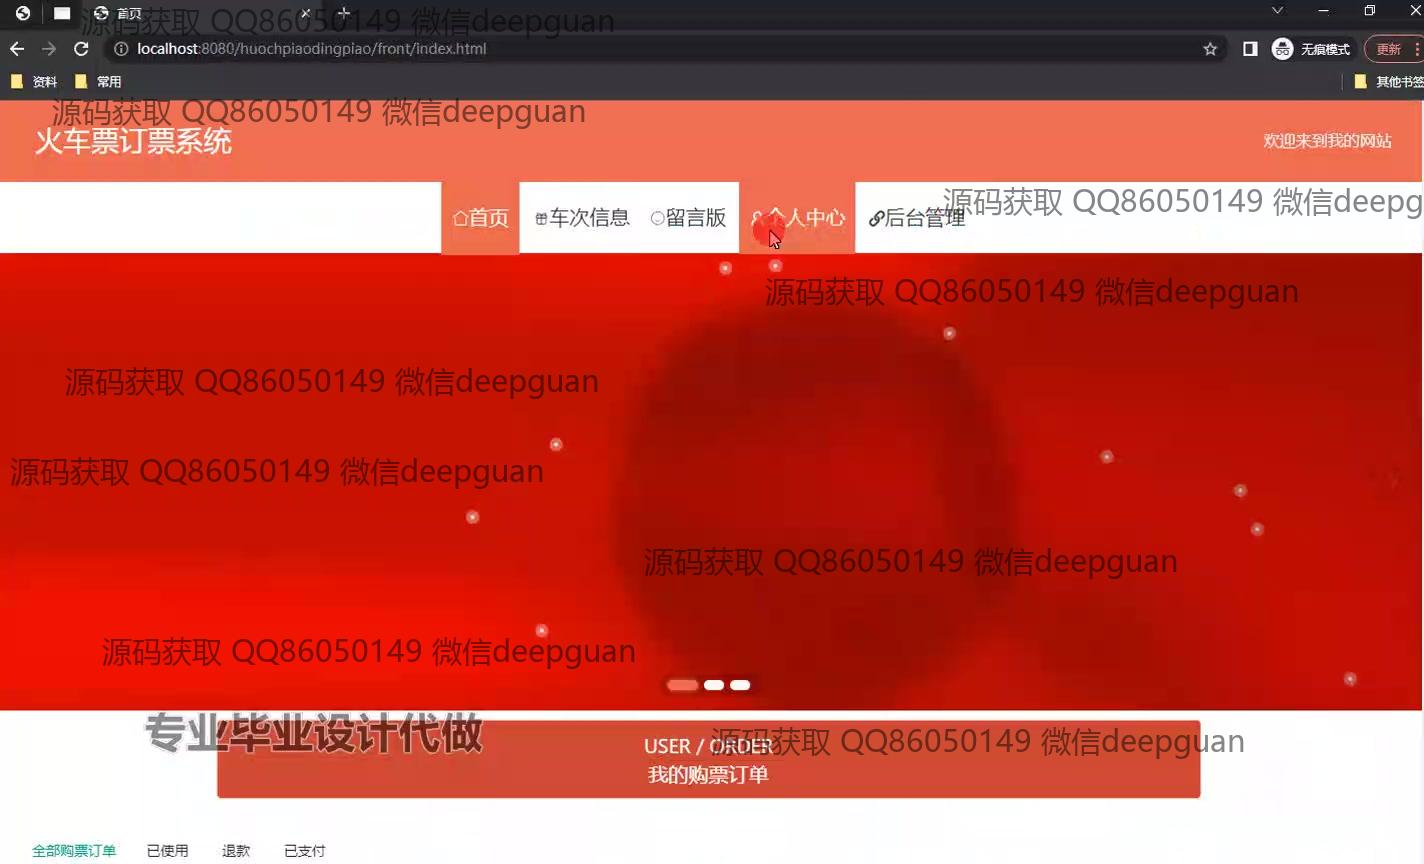 首页
源码获取 QQ86050149 微信deepguan
localhost:8080/huochpiaodingpiao/front/index.html
无痕模式
更新
资料
常用
其他书签
源码获取 QQ86050149 微信deepguan
火车票订票系统
欢迎来到我的网站
首页
车次信息
留言版
个人中心
后台管理
源码获取 QQ86050149 微信deepg
源码获取 QQ86050149 微信deepguan
源码获取 QQ86050149 微信deepguan
源码获取 QQ86050149 微信deepguan
源码获取 QQ86050149 微信deepguan
源码获取 QQ86050149 微信deepguan
专业毕业设计代做
USER / ORDER
源码获取 QQ86050149 微信deepguan
我的购票订单
全部购票订单
已使用
退款
已支付